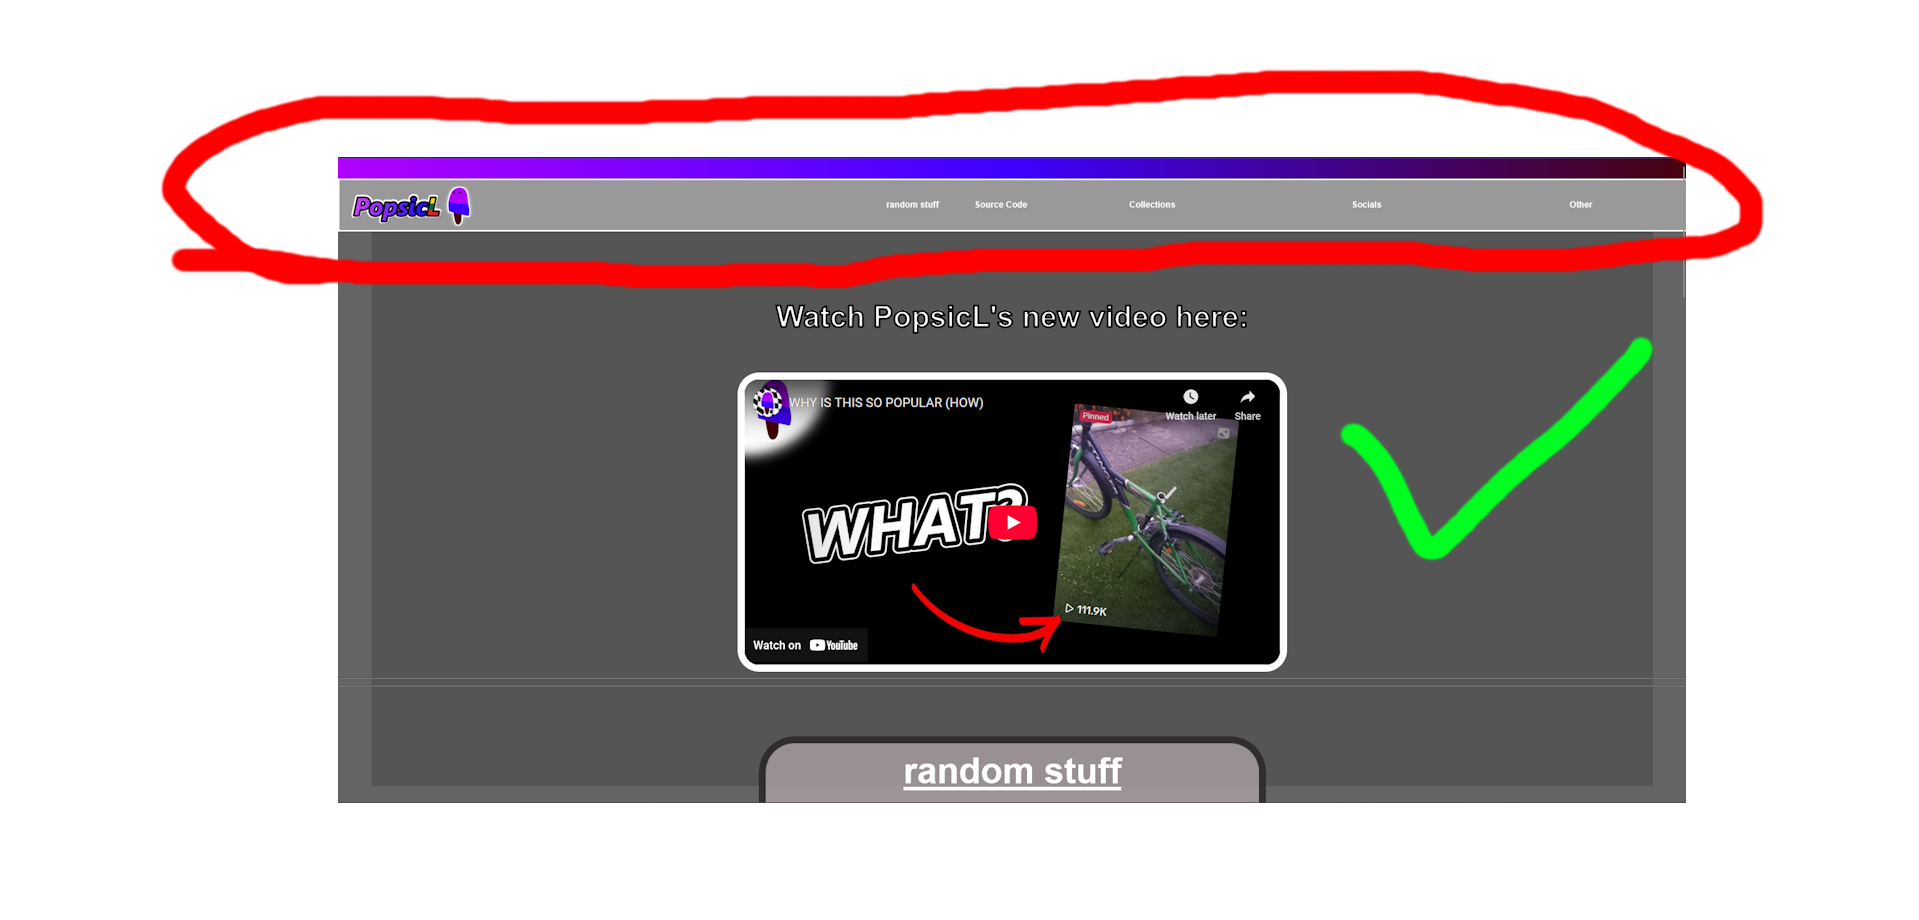 PopsicL
random stuff Source Code Collections Socials Other
Watch PopsicL's new video here:
WHY IS THIS SO POPULAR (HOW)
Watch later Share
Pinned
WHAT?
111.9K
Watch on YouTube
random stuff